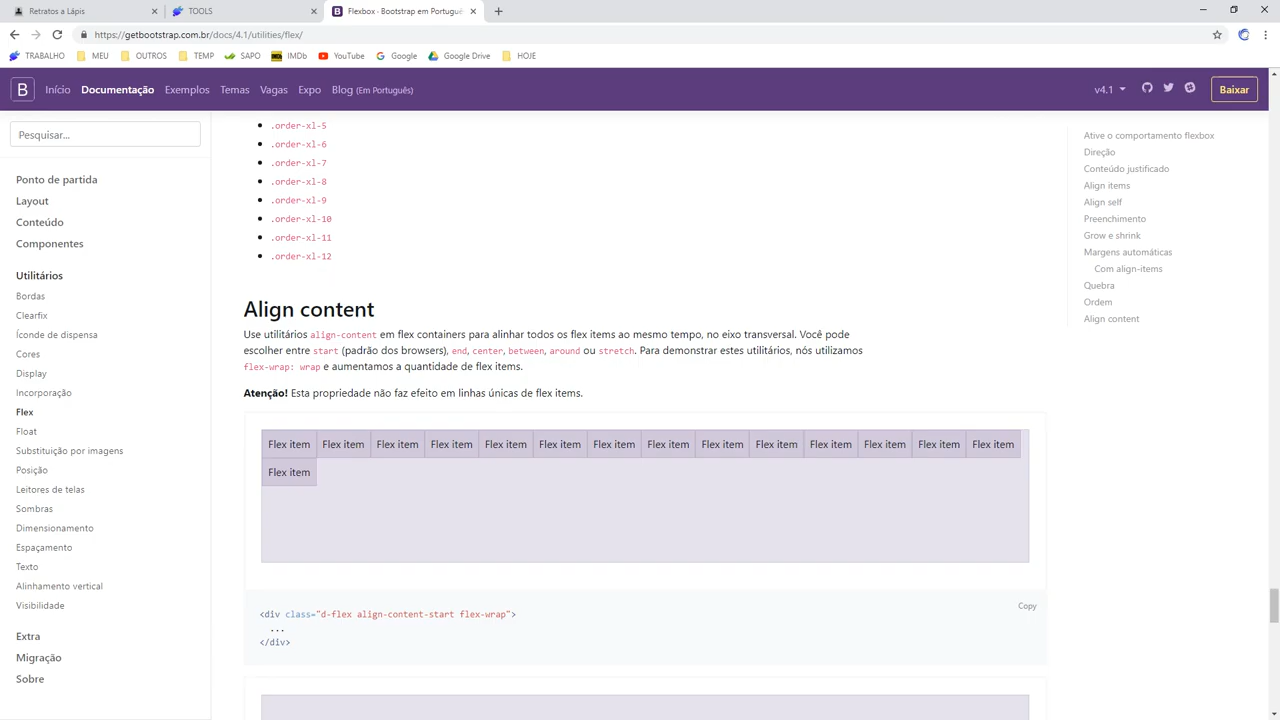 Retratos a Lápis
TOOLS
Flexbox · Bootstrap em Portugu
https://getbootstrap.com.br/docs/4.1/utilities/flex/
TRABALHO
MEU
OUTROS
TEMP
SAPO
IMDb
YouTube
Google
Google Drive
HOJE
B
Início
Documentação
Exemplos
Temas
Vagas
Expo
Blog (Em Português)
v4.1
Baixar
Pesquisar...
Ponto de partida
Layout
Conteúdo
Componentes
Utilitários
Bordas
Clearfix
Íconde de dispensa
Cores
Display
Incorporação
Flex
Float
Substituição por imagens
Posição
Leitores de telas
Sombras
Dimensionamento
Espaçamento
Texto
Alinhamento vertical
Visibilidade
Extra
Migração
Sobre
.order-xl-5
.order-xl-6
.order-xl-7
.order-xl-8
.order-xl-9
.order-xl-10
.order-xl-11
.order-xl-12
Align content
Use utilitários align-content em flex containers para alinhar todos os flex items ao mesmo tempo, no eixo transversal. Você pode
escolher entre start (padrão dos browsers), end, center, between, around ou stretch. Para demonstrar estes utilitários, nós utilizamos
flex-wrap: wrap e aumentamos a quantidade de flex items.
Atenção! Esta propriedade não faz efeito em linhas únicas de flex items.
Flex item Flex item Flex item Flex item Flex item Flex item Flex item Flex item Flex item Flex item Flex item Flex item Flex item Flex item
Flex item
Copy
<div class="d-flex align-content-start flex-wrap">
...
</div>
Ative o comportamento flexbox
Direção
Conteúdo justificado
Align items
Align self
Preenchimento
Grow e shrink
Margens automáticas
Com align-items
Quebra
Ordem
Align content